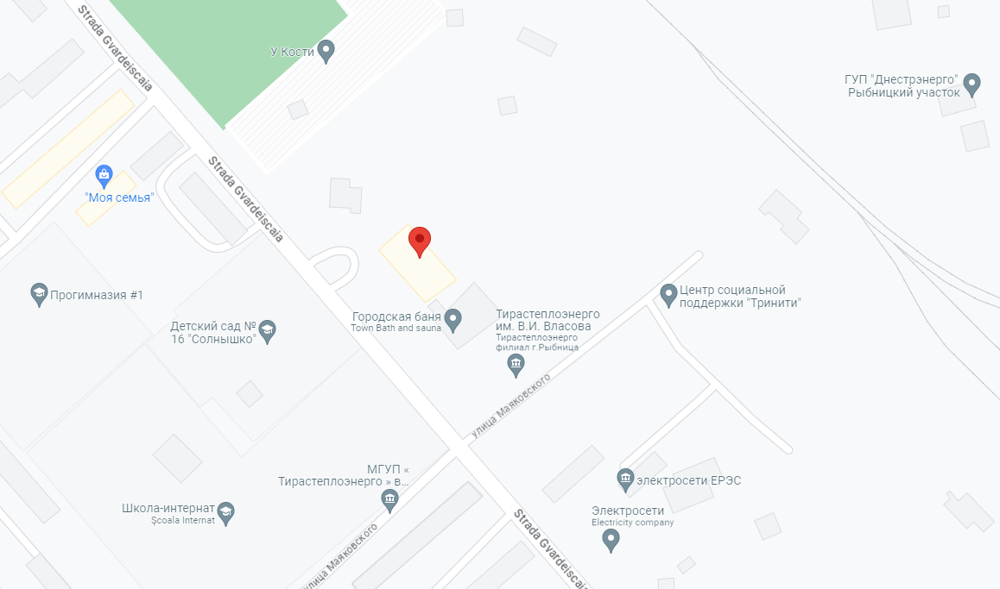 Strada Gvardeiscaia
У Кости
ГУП "Днестрэнерго"
Рыбницкий участок
"Моя семья"
Strada Gvardeiscaia
Прогимназия #1
Центр социальной
поддержки "Тринити"
Детский сад №
16 "Солнышко"
Городская баня
Town Bath and sauna
Тирастеплоэнерго
им. В.И. Власова
Тирастеплоэнерго
филиал г.Рыбница
улица Маяковского
МГУП «
Тирастеплоэнерго » в...
электросети ЕРЭС
Школа-интернат
Şcoala Internat
Электросети
Electricity company
улица Маяковского
Strada Gvardeiscaia